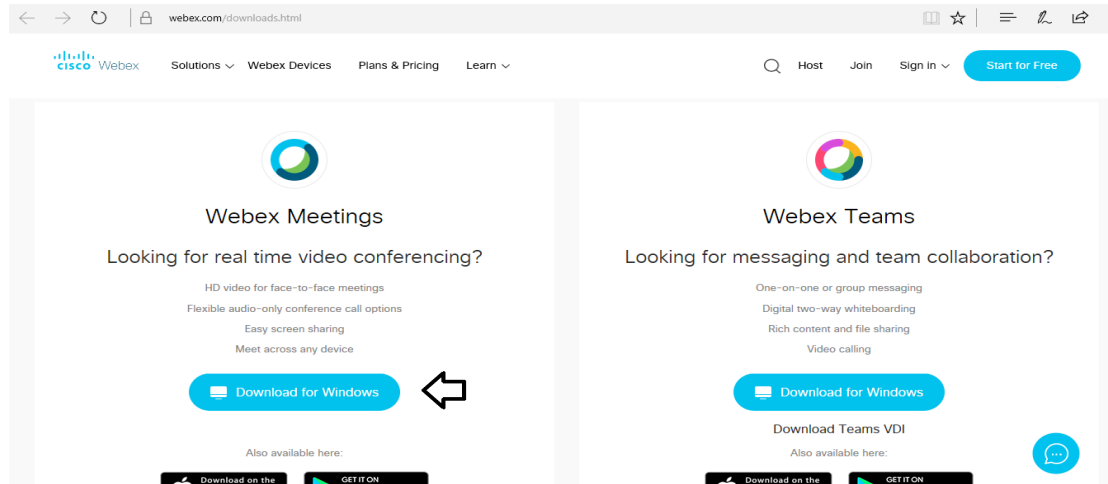 webex.com/downloads.html
CISCO Webex Solutions Webex Devices Plans & Pricing Learn Host Join Sign in Start for Free
Webex Meetings
Looking for real time video conferencing?
HD video for face-to-face meetings
Flexible audio-only conference call options
Easy screen sharing
Meet across any device
Download for Windows
Also available here:
Download on the
GET IT ON
Webex Teams
Looking for messaging and team collaboration?
One-on-one or group messaging
Digital two-way whiteboarding
Rich content and file sharing
Video calling
Download for Windows
Download Teams VDI
Also available here:
Download on the
GET IT ON